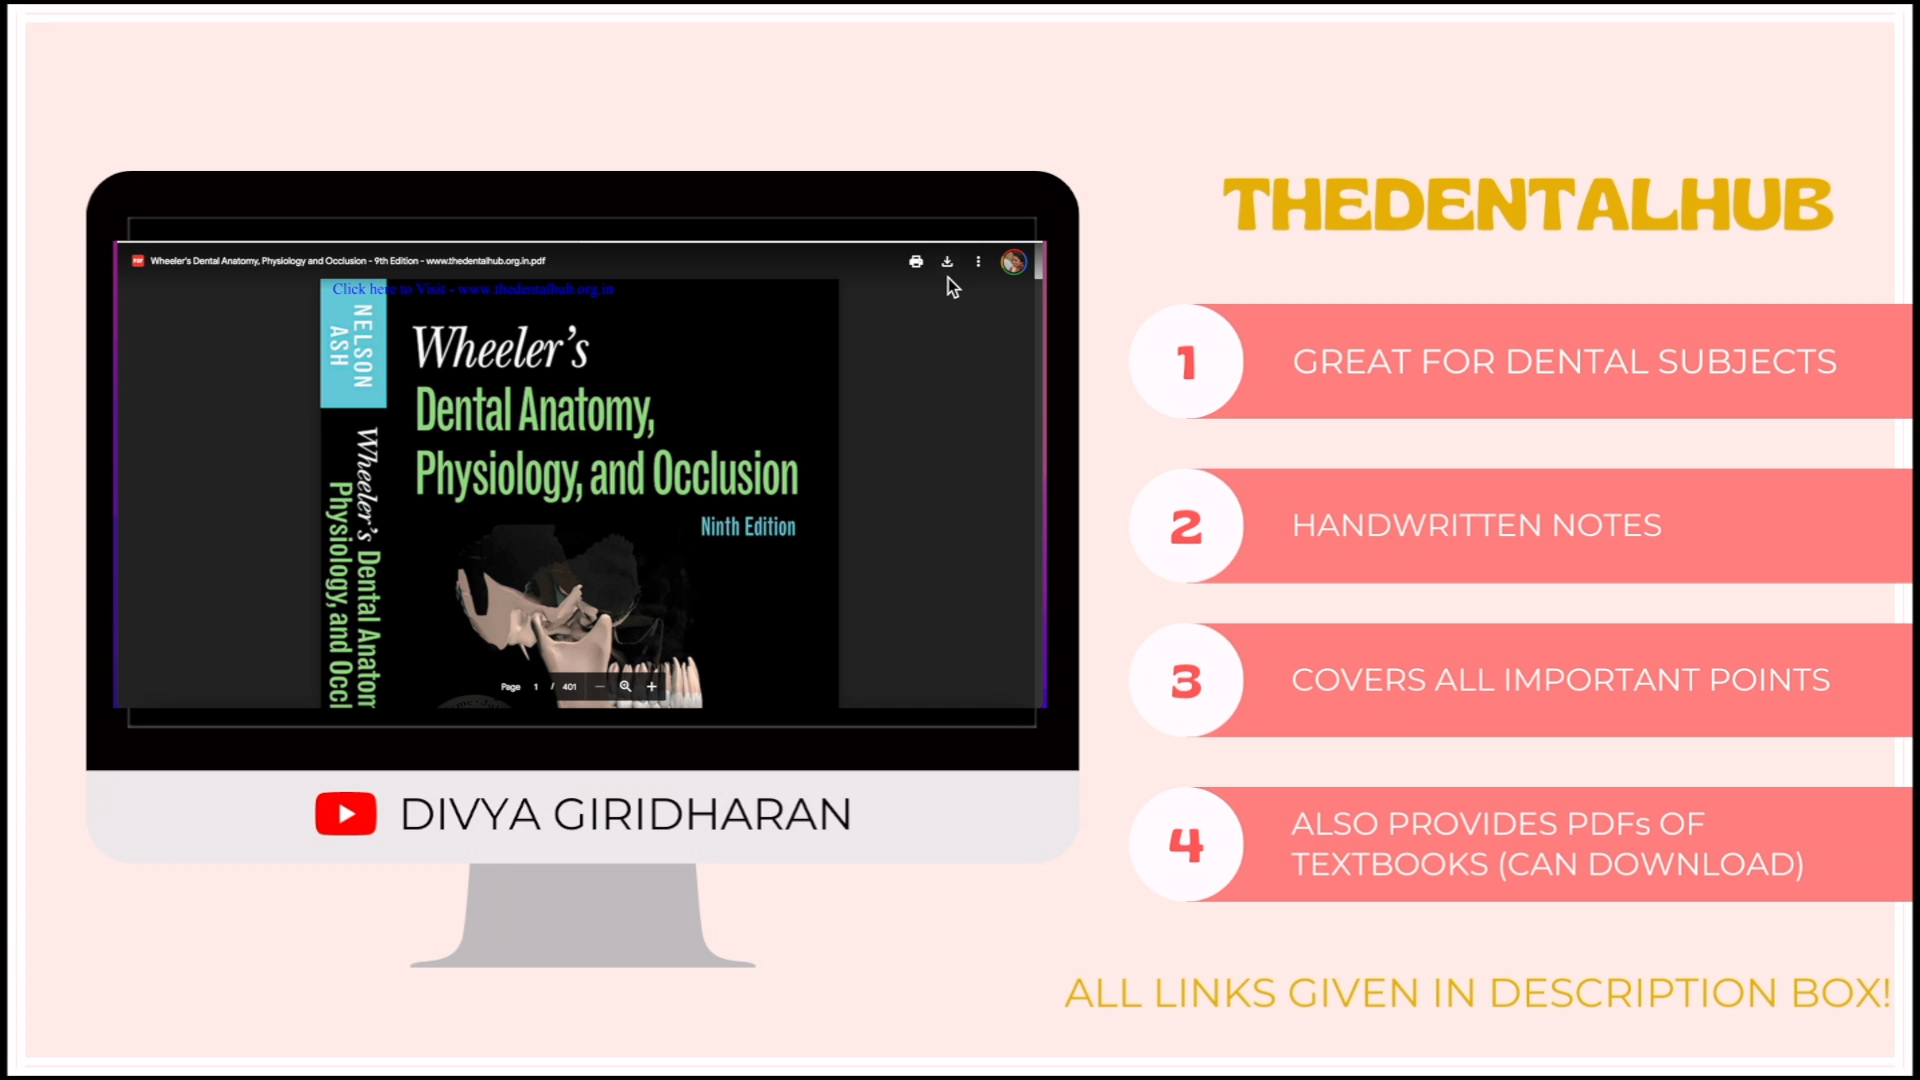 Wheeler's Dental Anatomy, Physiology and Occlusion - 9th Edition - www.thedentalhub.org.in.pdf
Click here to Visit - www.thedentalhub.org.in
NELSON
ASH
Wheeler's Dental Anatom
Physiology, and Occl
Wheeler's
Dental Anatomy,
Physiology, and Occlusion
Ninth Edition
Page 1 / 401
DIVYA GIRIDHARAN
THEDENTALHUB
1 GREAT FOR DENTAL SUBJECTS
2 HANDWRITTEN NOTES
3 COVERS ALL IMPORTANT POINTS
4 ALSO PROVIDES PDFs OF
TEXTBOOKS (CAN DOWNLOAD)
ALL LINKS GIVEN IN DESCRIPTION BOX!